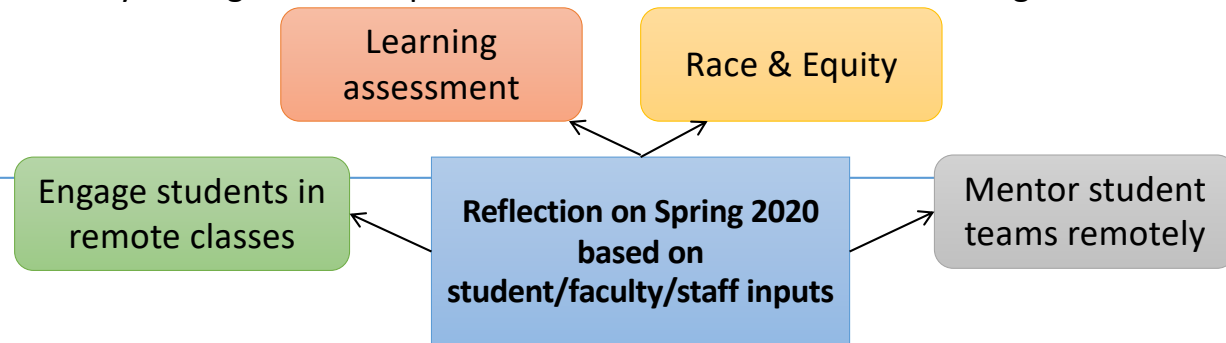 Learning
assessment
Race & Equity
Engage students in
remote classes
Reflection on Spring 2020
based on
student/faculty/staff inputs
Mentor student
teams remotely